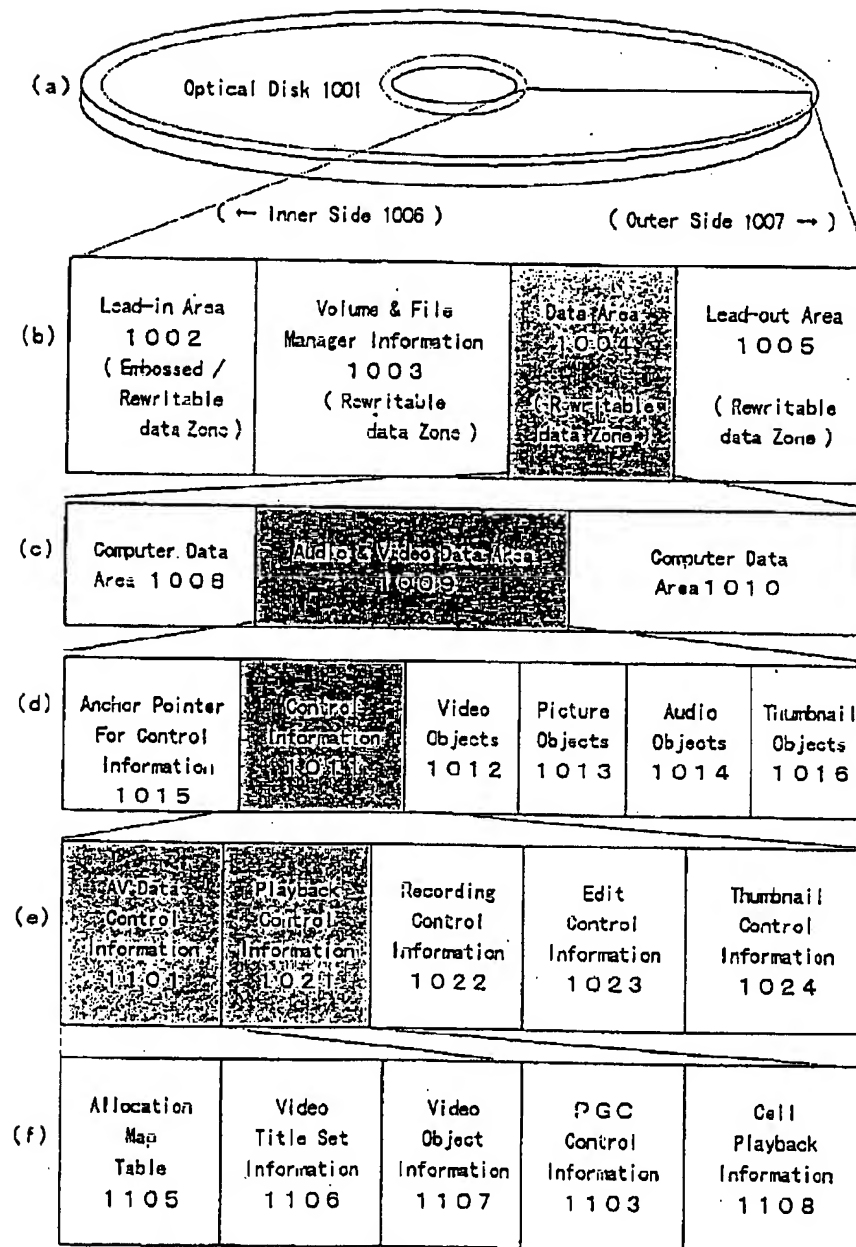 (a)
Optical Disk 1001
( ← Inner Side 1006 )
( Outer Side 1007 → )
(b)
Lead-in Area
1002
( Embossed /
Rewritable
data Zone )
Volume & File
Manager Information
1003
( Rewritable
data Zone )
Data Area
1004
( Rewritable
data Zone )
Lead-out Area
1005
( Rewritable
data Zone )
(c)
Computer Data
Area 1008
Audio & Video Data Area
1009
Computer Data
Area 1010
(d)
Anchor Pointer
For Control
Information
1015
Control
Information
1011
Video
Objects
1012
Picture
Objects
1013
Audio
Objects
1014
Thumbnail
Objects
1016
(e)
AV Data
Control
Information
1101
Playback
Control
Information
1021
Recording
Control
Information
1022
Edit
Control
Information
1023
Thumbnail
Control
Information
1024
(f)
Allocation
Map
Table
1105
Video
Title Set
Information
1106
Video
Object
Information
1107
PGC
Control
Information
1103
Cell
Playback
Information
1108